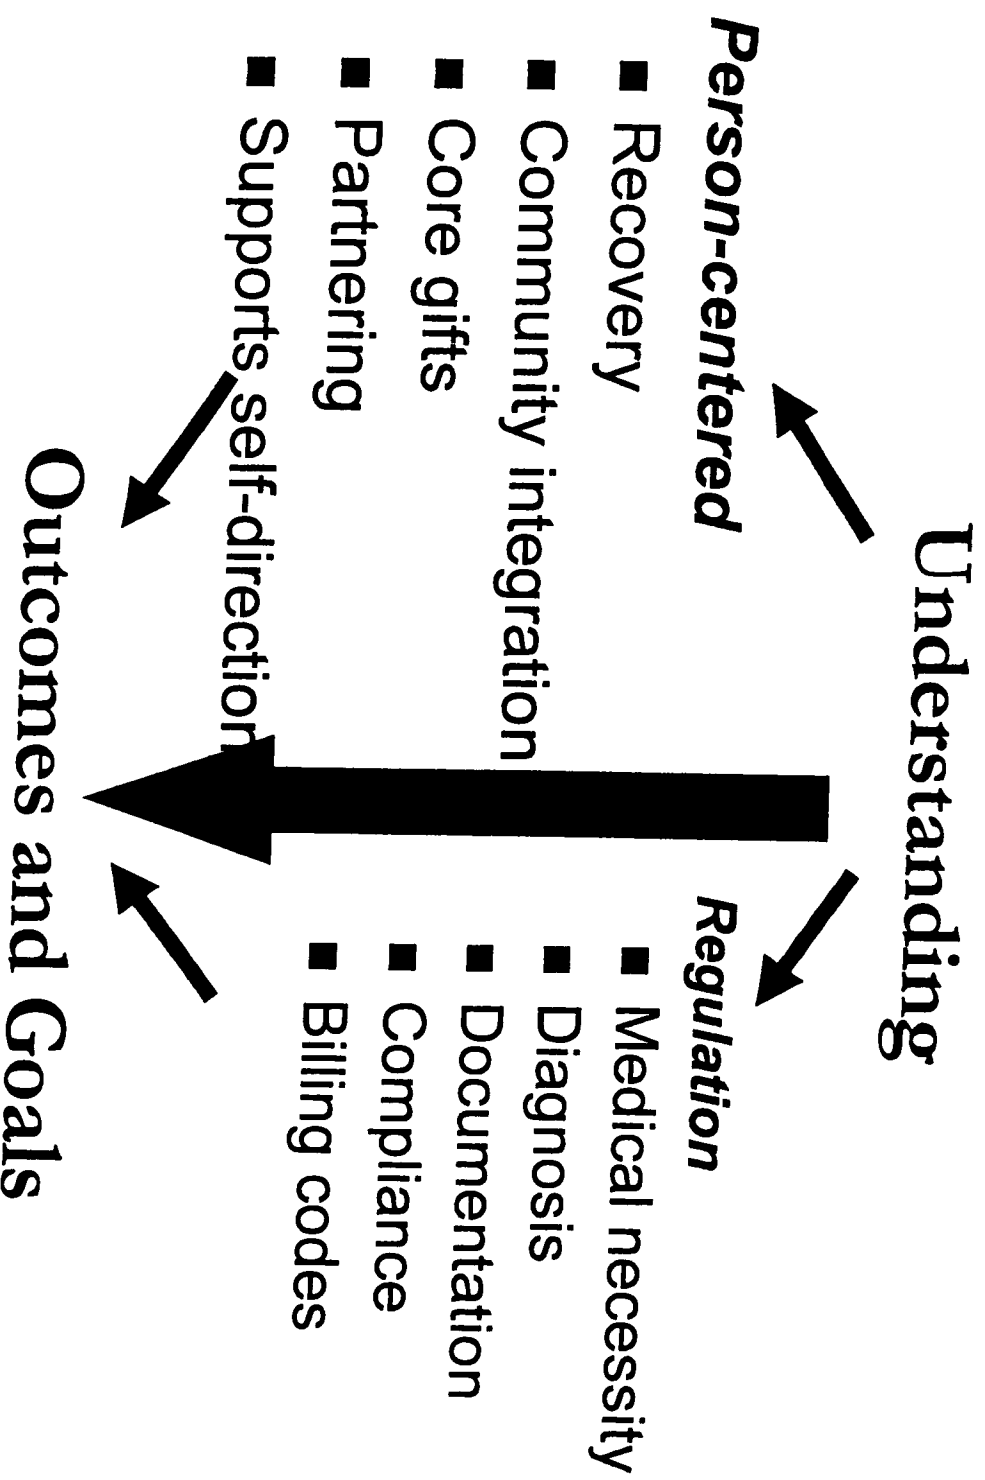 Understanding
Person-centered
■ Recovery
■ Community integration
■ Core gifts
■ Partnering
■ Supports self-direction
Regulation
■ Medical necessity
■ Diagnosis
■ Documentation
■ Compliance
■ Billing codes
Outcomes and Goals